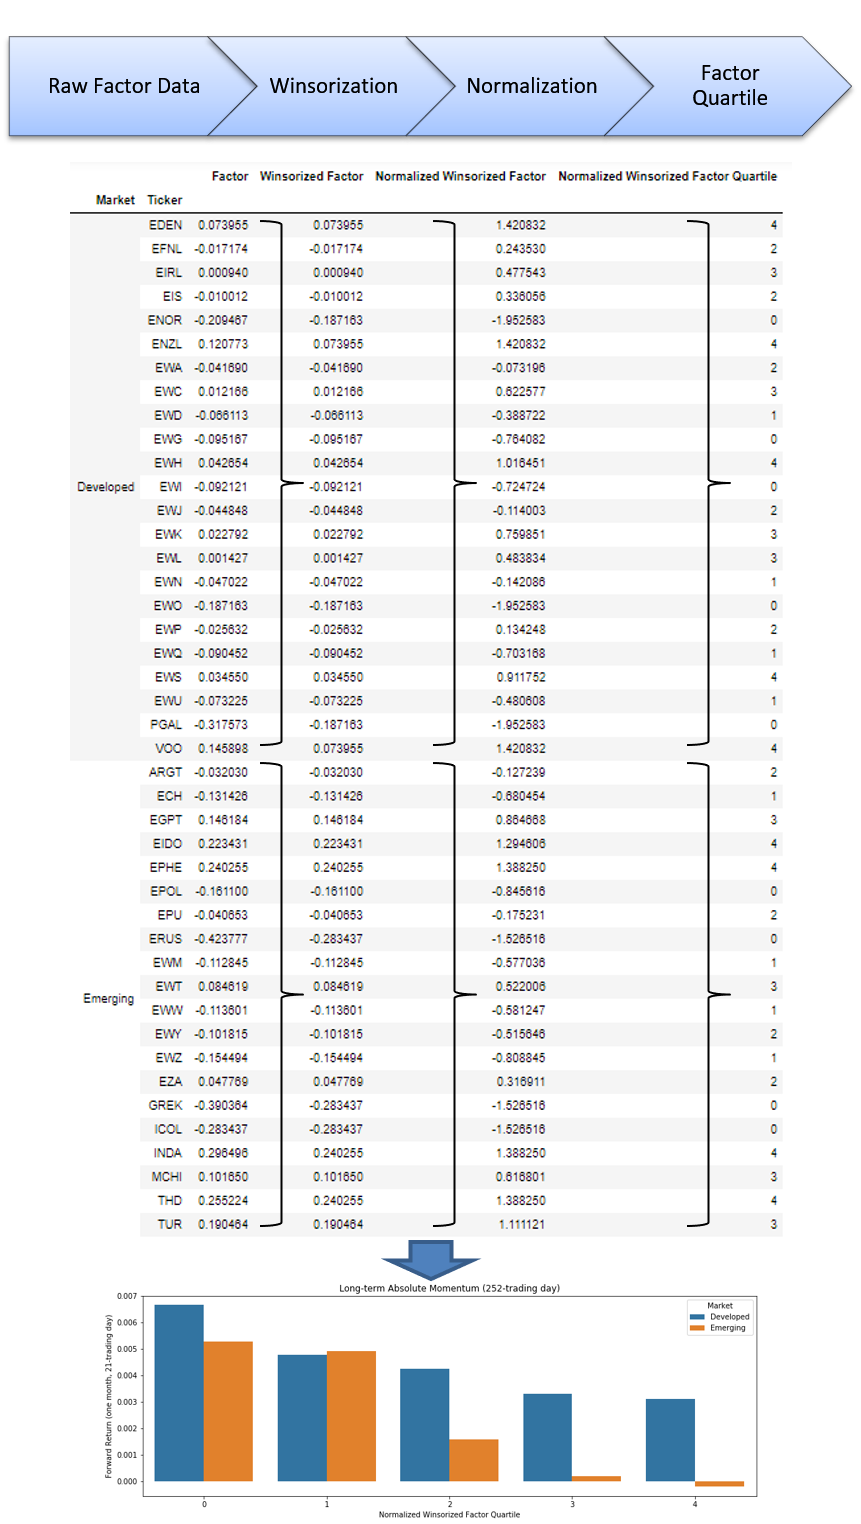 Raw Factor Data
Winsorization
Normalization
Factor
Quartile
Factor Winsorized Factor Normalized Winsorized Factor Normalized Winsorized Factor Quartile
Market Ticker
EDEN 0.073955 0.073955 1.420832 4
EFNL -0.017174 -0.017174 0.243530 2
EIRL 0.000940 0.000940 0.477543 3
EIS -0.010012 -0.010012 0.336056 2
ENOR -0.209467 -0.187163 -1.952583 0
ENZL 0.120773 0.073955 1.420832 4
EWA -0.041690 -0.041690 -0.073196 2
EWC 0.012166 0.012166 0.622577 3
EWD -0.066113 -0.066113 -0.388722 1
EWG -0.095167 -0.095167 -0.764082 0
EWH 0.042654 0.042654 1.016451 4
Developed EWI -0.092121 -0.092121 -0.724724 0
EWJ -0.044848 -0.044848 -0.114003 2
EWK 0.022792 0.022792 0.759851 3
EWL 0.001427 0.001427 0.483834 3
EWN -0.047022 -0.047022 -0.142086 1
EWO -0.187163 -0.187163 -1.952583 0
EWP -0.025632 -0.025632 0.134248 2
EWQ -0.090452 -0.090452 -0.703168 1
EWS 0.034550 0.034550 0.911752 4
EWU -0.073225 -0.073225 -0.480608 1
PGAL -0.317573 -0.187163 -1.952583 0
VOO 0.145898 0.073955 1.420832 4
ARGT -0.032030 -0.032030 -0.127239 2
ECH -0.131426 -0.131426 -0.680454 1
EGPT 0.146184 0.146184 0.864668 3
EIDO 0.223431 0.223431 1.294606 4
EPHE 0.240255 0.240255 1.388250 4
EPOL -0.161100 -0.161100 -0.845616 0
EPU -0.040653 -0.040653 -0.175231 2
ERUS -0.423777 -0.283437 -1.526516 0
EWM -0.112845 -0.112845 -0.577036 1
EWT 0.084619 0.084619 0.522006 3
Emerging
EWW -0.113601 -0.113601 -0.581247 1
EWY -0.101815 -0.101815 -0.515646 2
EWZ -0.154494 -0.154494 -0.808845 1
EZA 0.047769 0.047769 0.316911 2
GREK -0.390364 -0.283437 -1.526516 0
ICOL -0.283437 -0.283437 -1.526516 0
INDA 0.296496 0.240255 1.388250 4
MCHI 0.101650 0.101650 0.616801 3
THD 0.255224 0.240255 1.388250 4
TUR 0.190464 0.190464 1.111121 3
Long-term Absolute Momentum (252-trading day)
Forward Return (one month, 21-trading day)
0.007
0.006
0.005
0.004
0.003
0.002
0.001
0.000
Market
Developed
Emerging
0 1 2 3 4
Normalized Winsorized Factor Quartile